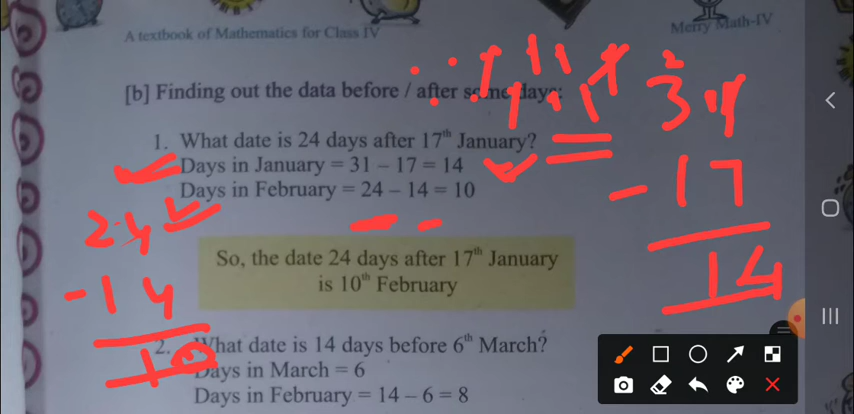 A textbook of Mathematics for Class IV
Merry Math-IV
[b] Finding out the data before / after some days:
1. What date is 24 days after 17th January?
Days in January = 31 – 17 = 14
Days in February = 24 – 14 = 10
So, the date 24 days after 17th January
is 10th February
2. What date is 14 days before 6th March?
Days in March = 6
Days in February = 14 – 6 = 8
24
- 14
10
2
3
- 17
14